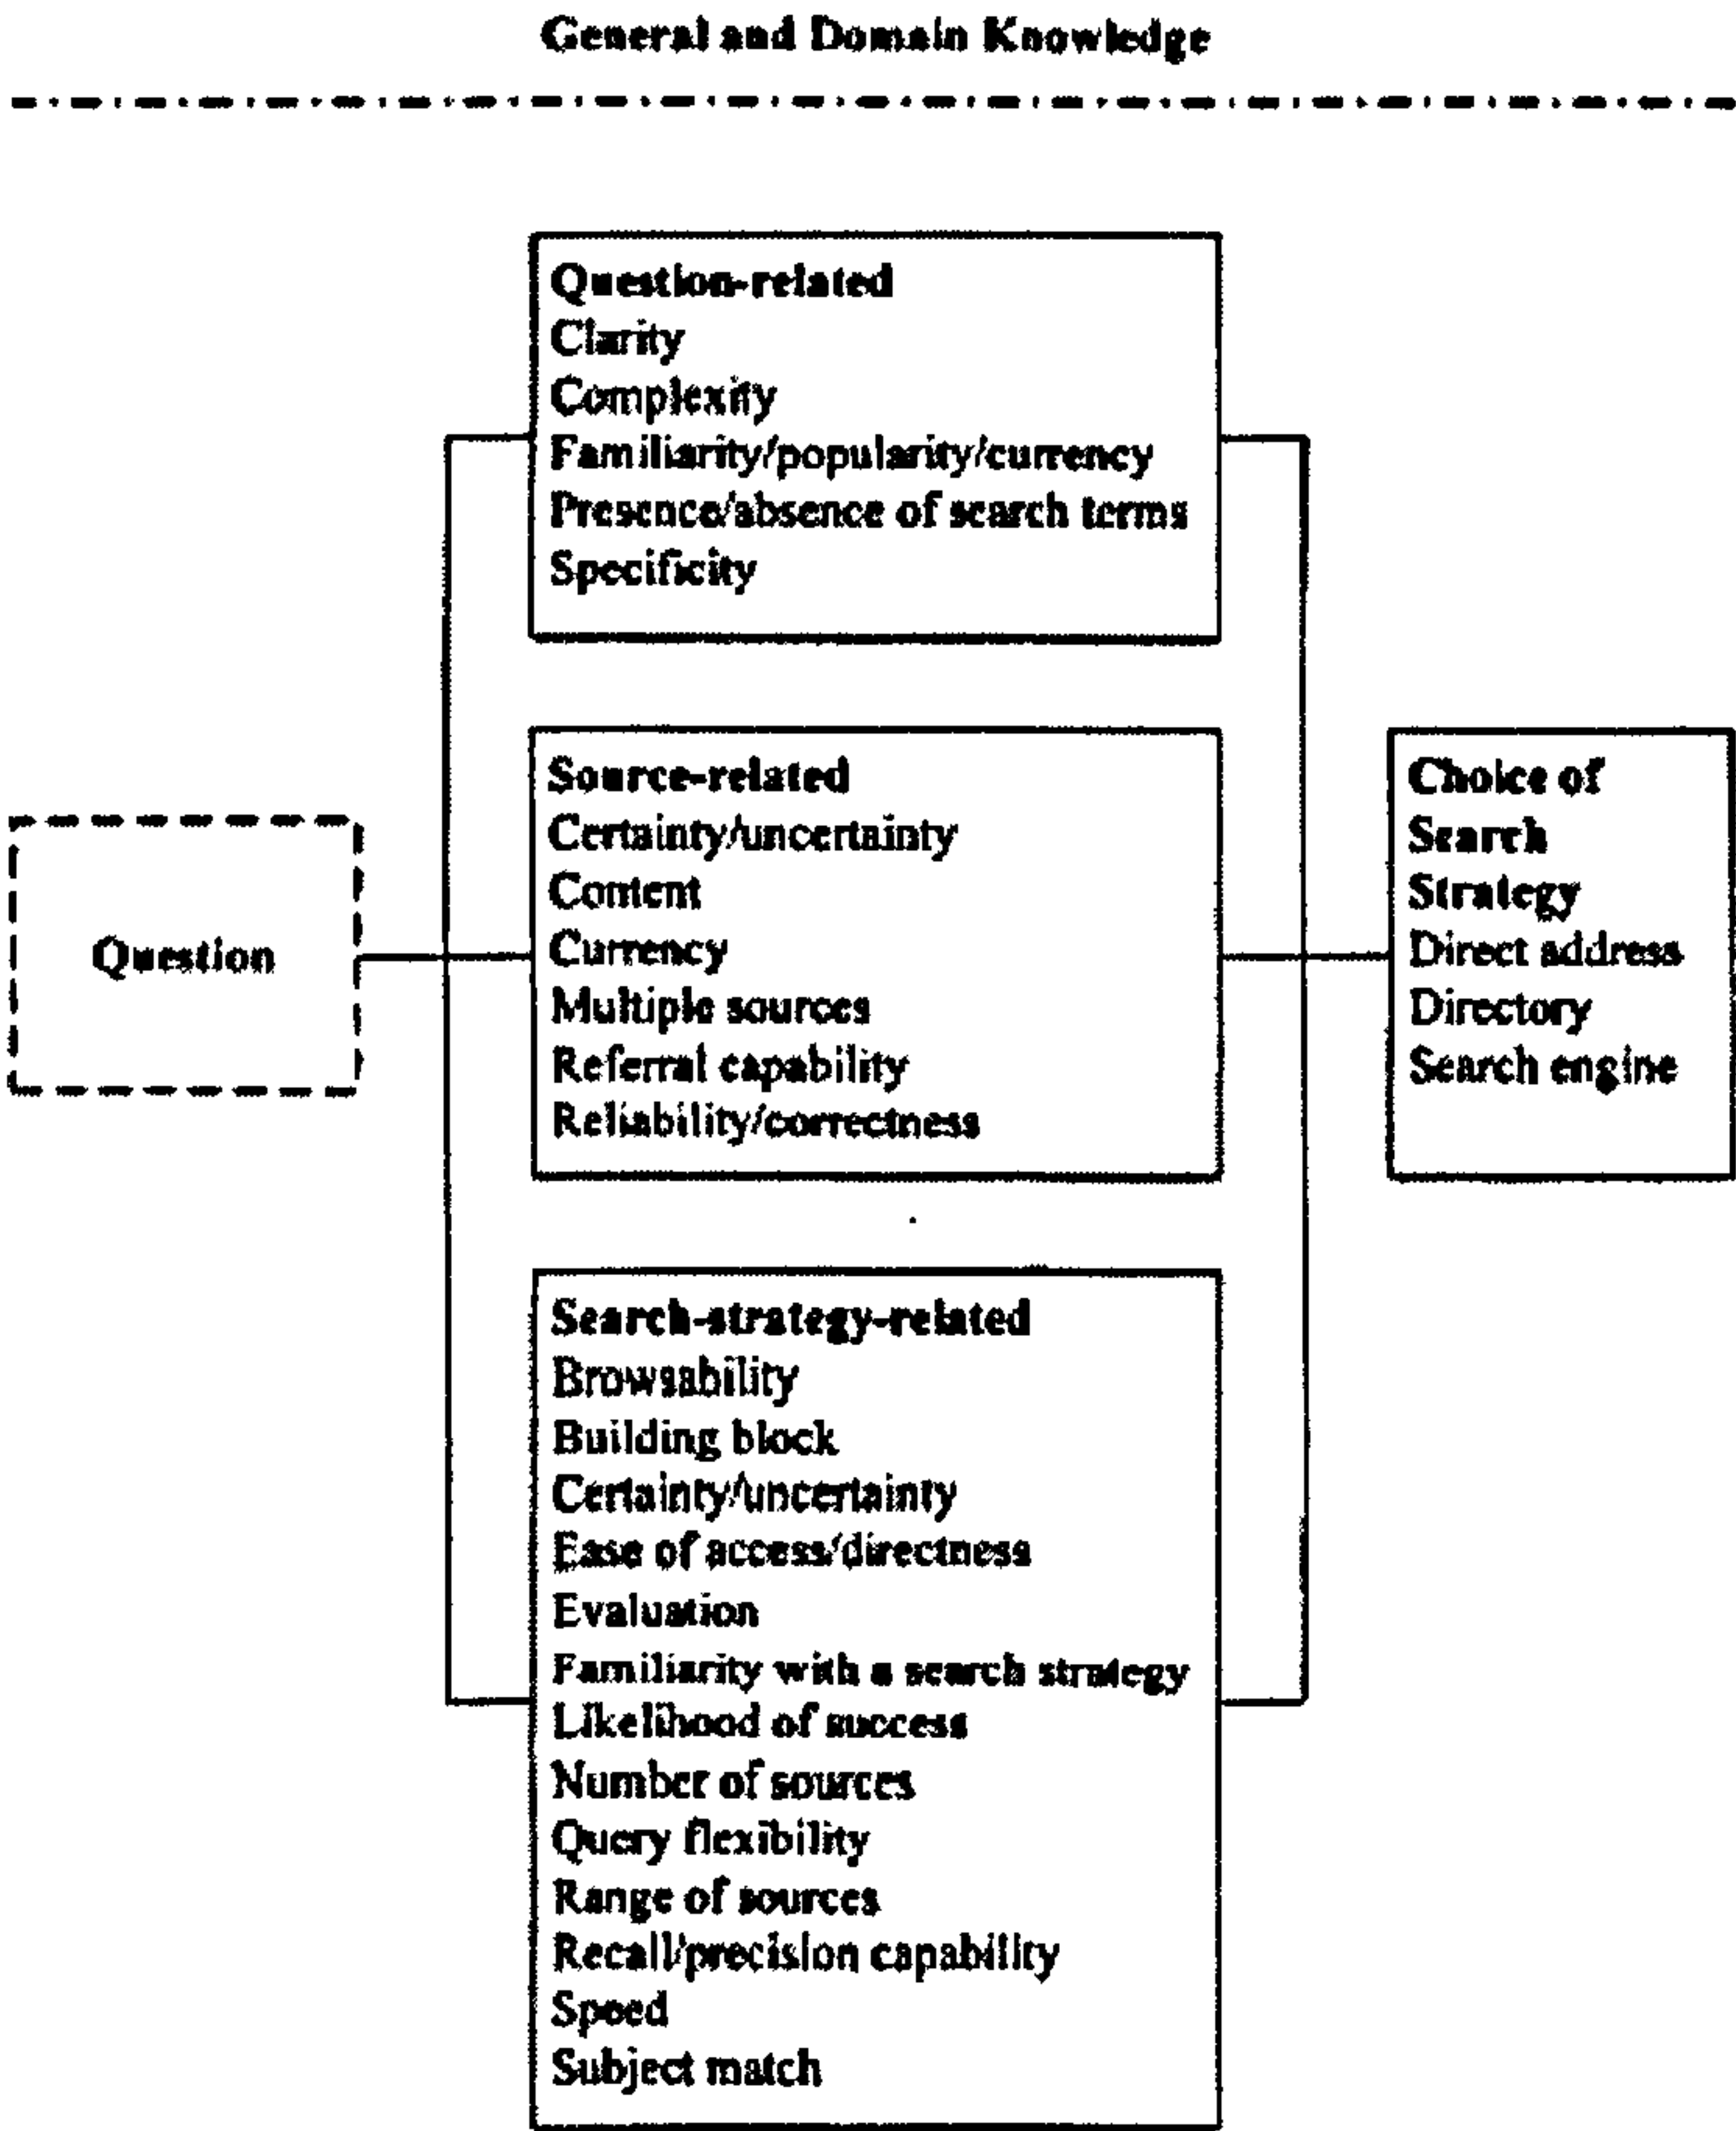 General and Domain Knowledge
Question-related
Clarity
Complexity
Familiarity/popularity/currency
Presence/absence of search terms
Specificity
Question
Source-related
Certainty/uncertainty
Content
Currency
Multiple sources
Referral capability
Reliability/correctness
Search-strategy-related
Browsability
Building block
Certainty/uncertainty
Ease of access/directness
Evaluation
Familiarity with a search strategy
Likelihood of success
Number of sources
Query flexibility
Range of sources
Recall/precision capability
Speed
Subject match
Choice of
Search
Strategy
Direct address
Directory
Search engine